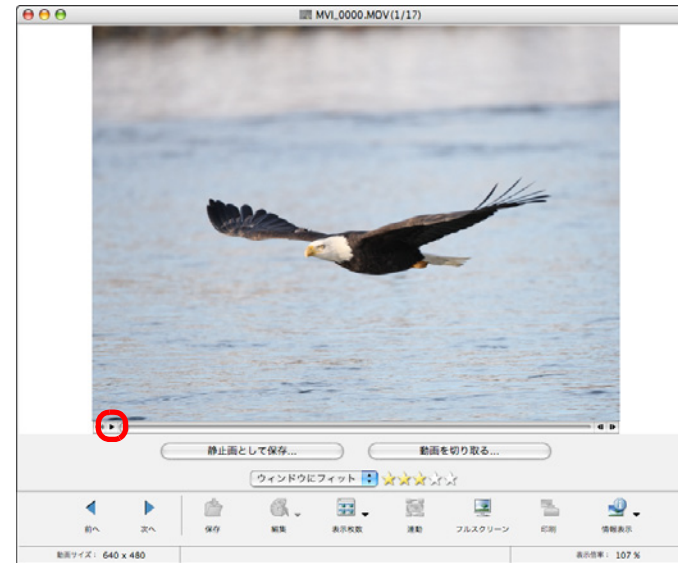 MVI_0000.MOV(1/17)
静止画として保存... 動画を切り取る...
ウィンドウにフィット
前へ 次へ 保存 編集 表示枚数 連動 フルスクリーン 印刷 情報表示
動画サイズ： 640 x 480 表示倍率： 107 %